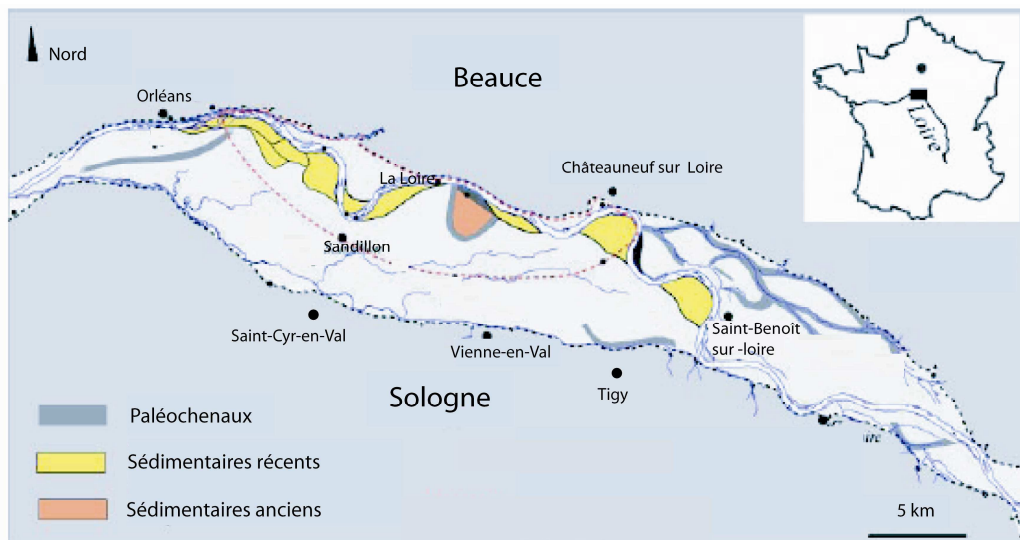 Nord
Beauce
Orléans
Loire
Châteauneuf sur Loire
La Loire
Sandillon
Saint-Cyr-en-Val
Vienne-en-Val
Saint-Benoît
sur -loire
Tigy
Sologne
Paléochenaux
Sédimentaires récents
Sédimentaires anciens
5 km